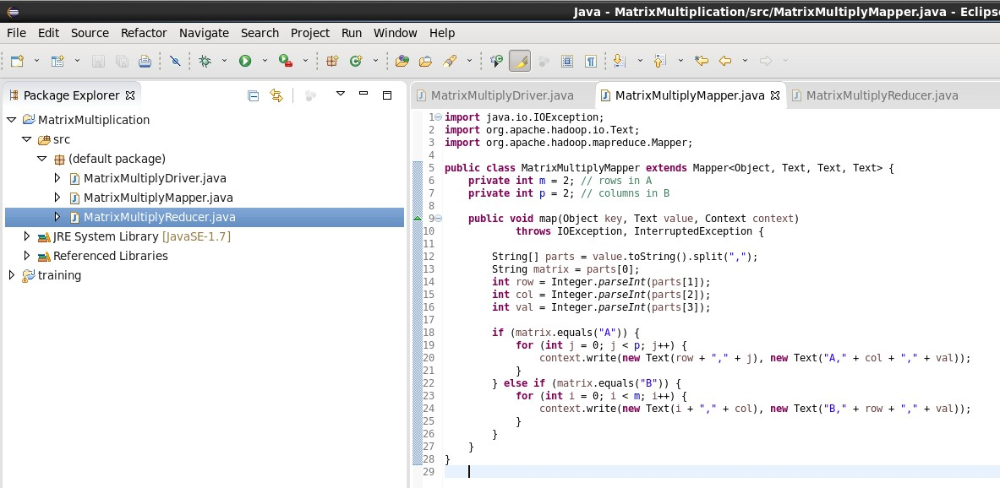 Java - MatrixMultiplication/src/MatrixMultiplyMapper.java - Eclips
File Edit Source Refactor Navigate Search Project Run Window Help
Package Explorer
MatrixMultiplication
src
(default package)
MatrixMultiplyDriver.java
MatrixMultiplyMapper.java
MatrixMultiplyReducer.java
JRE System Library [JavaSE-1.7]
Referenced Libraries
training
MatrixMultiplyDriver.java MatrixMultiplyMapper.java MatrixMultiplyReducer.java
1 import java.io.IOException;
2 import org.apache.hadoop.io.Text;
3 import org.apache.hadoop.mapreduce.Mapper;
4
5 public class MatrixMultiplyMapper extends Mapper<Object, Text, Text, Text> {
6     private int m = 2; // rows in A
7     private int p = 2; // columns in B
8
9     public void map(Object key, Text value, Context context)
10             throws IOException, InterruptedException {
11
12         String[] parts = value.toString().split(",");
13         String matrix = parts[0];
14         int row = Integer.parseInt(parts[1]);
15         int col = Integer.parseInt(parts[2]);
16         int val = Integer.parseInt(parts[3]);
17
18         if (matrix.equals("A")) {
19             for (int j = 0; j < p; j++) {
20                 context.write(new Text(row + "," + j), new Text("A," + col + "," + val));
21             }
22         } else if (matrix.equals("B")) {
23             for (int i = 0; i < m; i++) {
24                 context.write(new Text(i + "," + col), new Text("B," + row + "," + val));
25             }
26         }
27     }
28 }
29